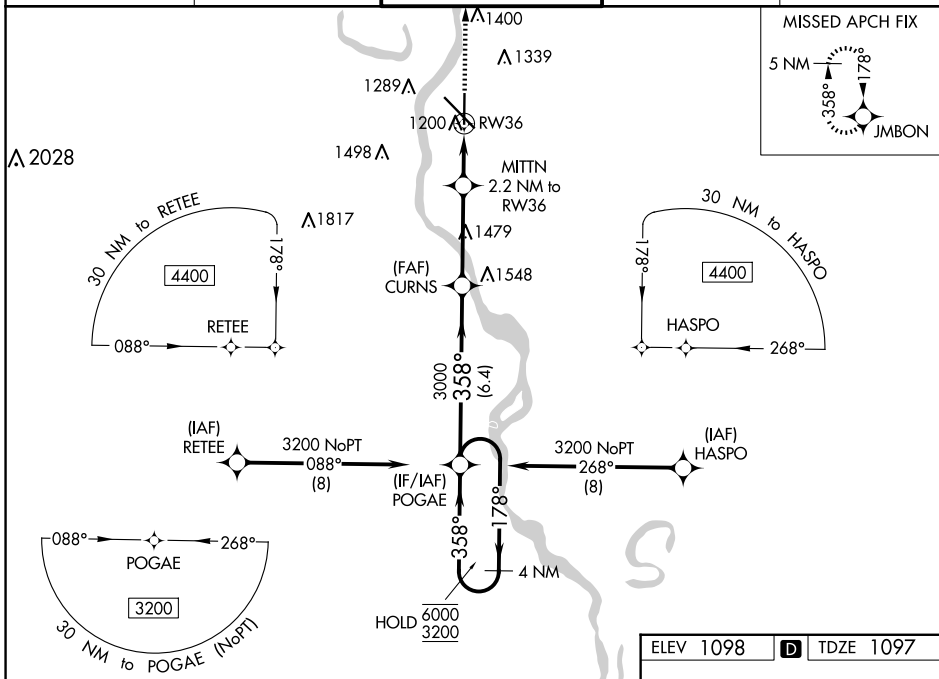 1400
1339
1289
1200
RW36
1498
2028
MISSED APCH FIX
5 NM
178°
358°
JMBON
MITTN
2.2 NM to
RW36
1817
1479
30 NM to RETEE
178°
4400
RETEE
088°
(FAF)
CURNS
1548
30 NM to HASPO
178°
4400
HASPO
268°
3000
358°
(6.4)
(IAF)
RETEE
3200 NoPT
088°
(8)
(IF/IAF)
POGAE
3200 NoPT
268°
(8)
(IAF)
HASPO
358°
178°
4 NM
HOLD
6000
3200
088°
268°
POGAE
3200
30 NM to POGAE (NoPT)
ELEV 1098
D
TDZE 1097